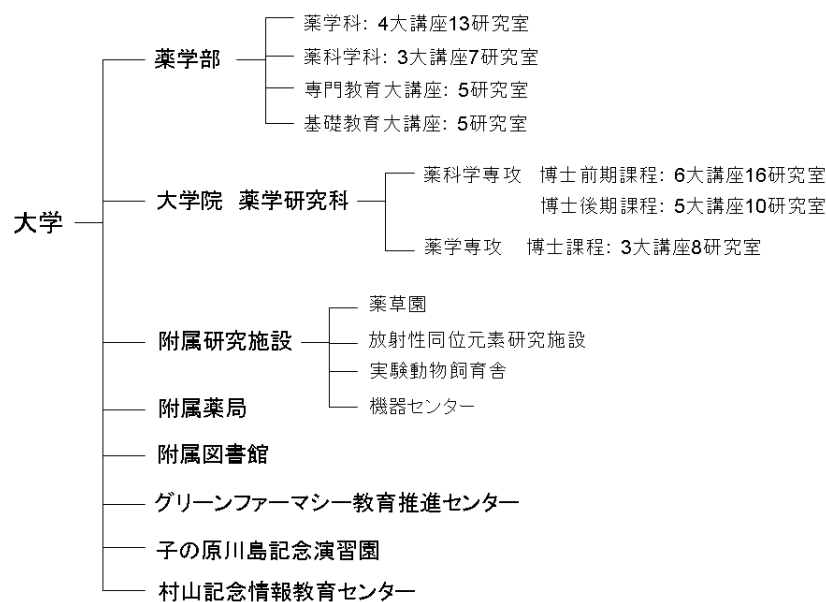 薬学科: 4大講座13研究室
薬学部
薬科学科: 3大講座7研究室
専門教育大講座: 5研究室
基礎教育大講座: 5研究室
薬科学専攻 博士前期課程: 6大講座16研究室
大学院 薬学研究科
博士後期課程: 5大講座10研究室
大学
薬学専攻 博士課程: 3大講座8研究室
薬草園
附属研究施設
放射性同位元素研究施設
実験動物飼育舎
附属薬局
機器センター
附属図書館
グリーンファーマシー教育推進センター
子の原川島記念演習園
村山記念情報教育センター